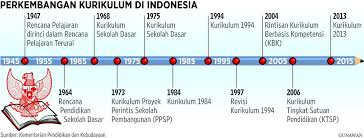 PERKEMBANGAN KURIKULUM DI INDONESIA
1947
Rencana Pelajaran
dirinci dalam Rencana
Pelajaran Terurai
1968
Kurikulum
Sekolah Dasar
1975
Kurikulum
Sekolah Dasar
1994
Kurikulum 1994
2004
Rintisan Kurikulum
Berbasis Kompetensi
(KBK)
2013
Kurikulum
2013
1945 1955 1965 1975 1985 1995 2005 2015
1964
Rencana
Pendidikan
Sekolah Dasar
1973
Kurikulum Proyek
Perintis Sekolah
Pembangunan (PPSP)
1984
Kurikulum 1984
1997
Revisi
Kurikulum 1994
2006
Kurikulum
Tingkat Satuan
Pendidikan (KTSP)
Sumber: Kementerian Pendidikan dan Kebudayaan
GUNAWAN